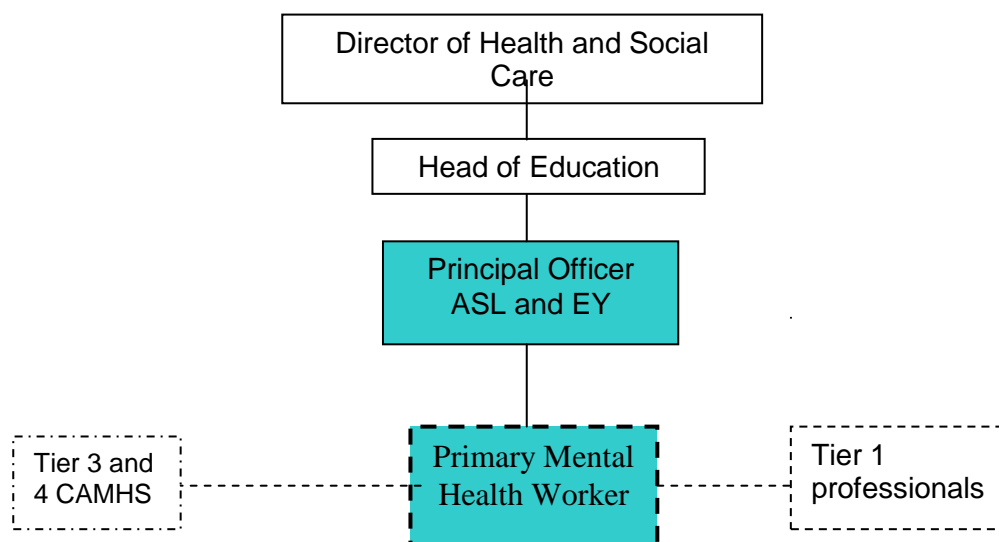 Director of Health and Social
Care
Head of Education
Principal Officer
ASL and EY
Tier 3 and
4 CAMHS
Primary Mental
Health Worker
Tier 1
professionals